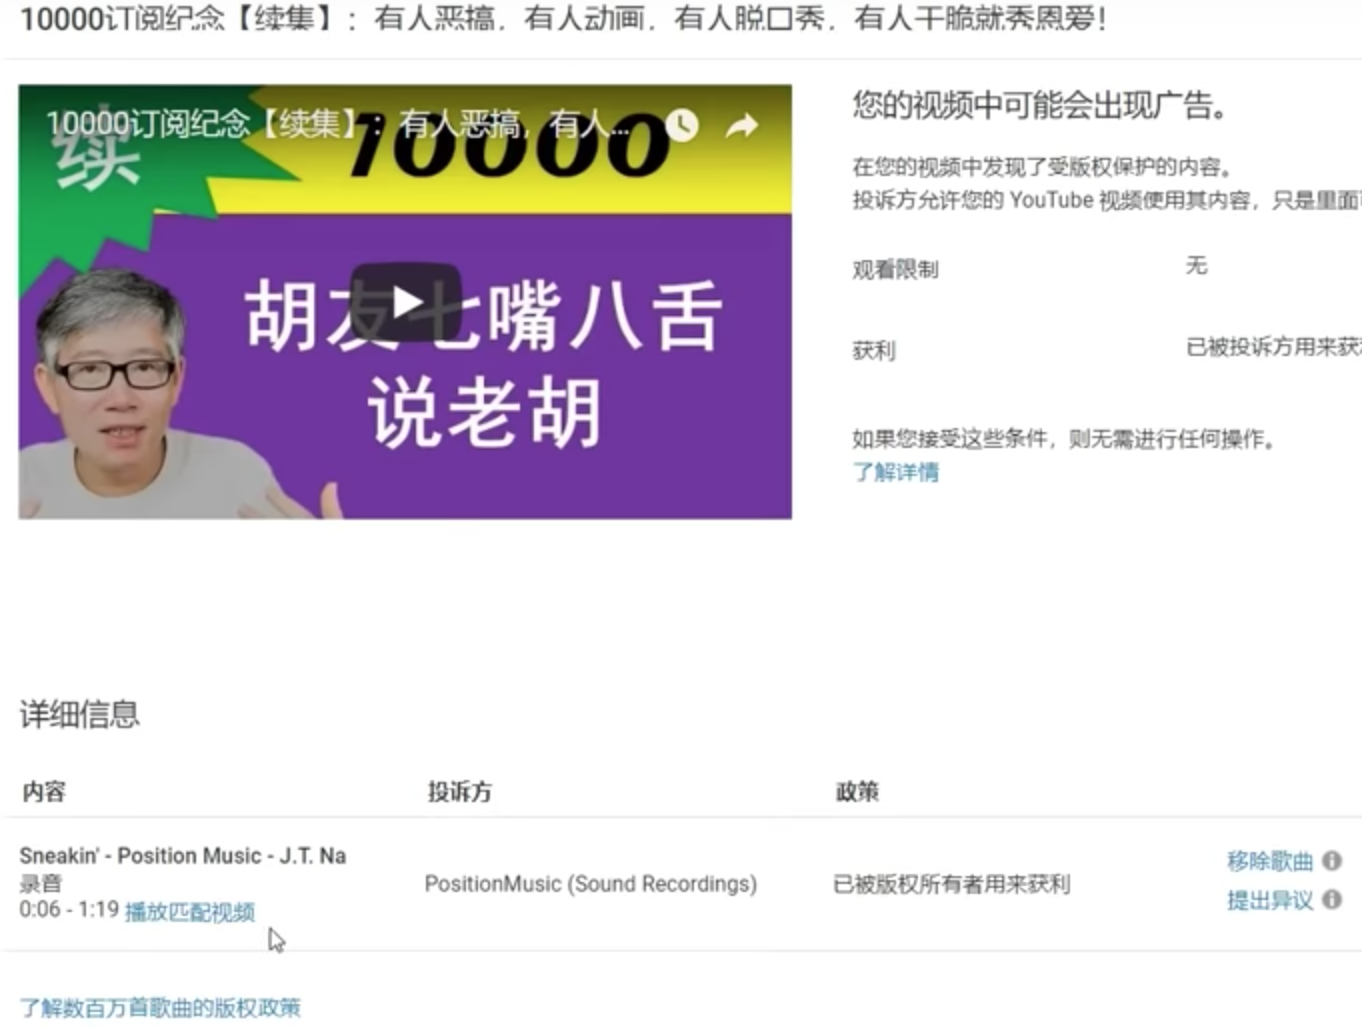 10000订阅纪念【续集】：有人恶搞，有人动画，有人脱口秀，有人干脆就秀恩爱！
10000订阅纪念【续集】：有人恶搞，有人...
续
10000
胡友七嘴八舌
说老胡
您的视频中可能会出现广告。
在您的视频中发现了受版权保护的内容。
投诉方允许您的 YouTube 视频使用其内容，只是里面
观看限制
无
获利
已被投诉方用来获
如果您接受这些条件，则无需进行任何操作。
了解详情
详细信息
内容
投诉方
政策
Sneakin' - Position Music - J.T. Na
录音
0:06 - 1:19 播放匹配视频
PositionMusic (Sound Recordings)
已被版权所有者用来获利
移除歌曲
提出异议
了解数百万首歌曲的版权政策